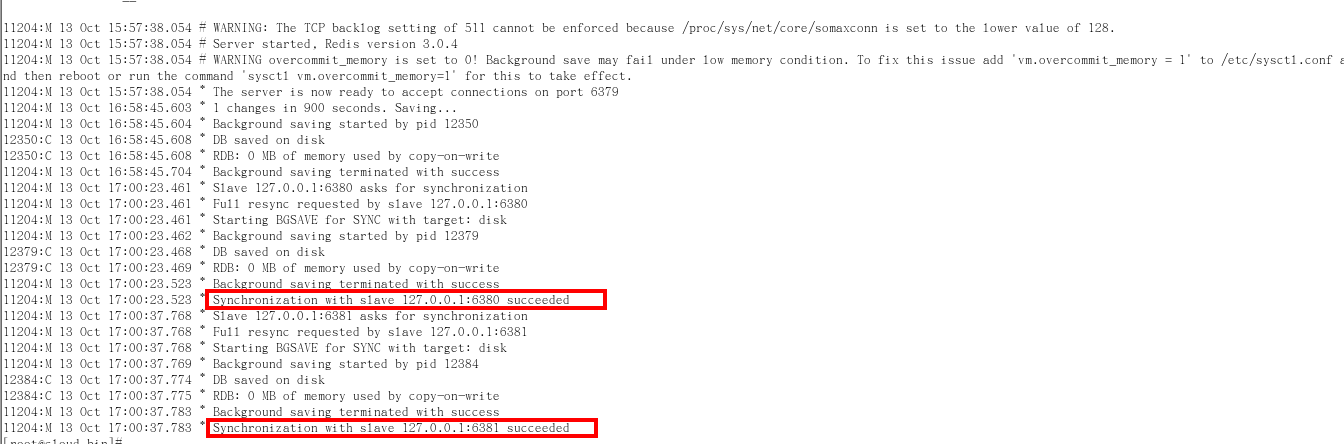 11204:M 13 Oct 15:57:38.054 # WARNING: The TCP backlog setting of 511 cannot be enforced because /proc/sys/net/core/somaxconn is set to the lower value of 128.
11204:M 13 Oct 15:57:38.054 # Server started, Redis version 3.0.4
11204:M 13 Oct 15:57:38.054 # WARNING overcommit_memory is set to 0! Background save may fail under low memory condition. To fix this issue add 'vm.overcommit_memory = 1' to /etc/sysctl.conf a
nd then reboot or run the command 'sysctl vm.overcommit_memory=1' for this to take effect.
11204:M 13 Oct 15:57:38.054 * The server is now ready to accept connections on port 6379
11204:M 13 Oct 16:58:45.603 * 1 changes in 900 seconds. Saving...
11204:M 13 Oct 16:58:45.604 * Background saving started by pid 12350
12350:C 13 Oct 16:58:45.608 * DB saved on disk
12350:C 13 Oct 16:58:45.608 * RDB: 0 MB of memory used by copy-on-write
11204:M 13 Oct 16:58:45.704 * Background saving terminated with success
11204:M 13 Oct 17:00:23.461 * Slave 127.0.0.1:6380 asks for synchronization
11204:M 13 Oct 17:00:23.461 * Full resync requested by slave 127.0.0.1:6380
11204:M 13 Oct 17:00:23.461 * Starting BGSAVE for SYNC with target: disk
11204:M 13 Oct 17:00:23.462 * Background saving started by pid 12379
12379:C 13 Oct 17:00:23.468 * DB saved on disk
12379:C 13 Oct 17:00:23.469 * RDB: 0 MB of memory used by copy-on-write
11204:M 13 Oct 17:00:23.523 * Background saving terminated with success
11204:M 13 Oct 17:00:23.523 * Synchronization with slave 127.0.0.1:6380 succeeded
11204:M 13 Oct 17:00:37.768 * Slave 127.0.0.1:6381 asks for synchronization
11204:M 13 Oct 17:00:37.768 * Full resync requested by slave 127.0.0.1:6381
11204:M 13 Oct 17:00:37.768 * Starting BGSAVE for SYNC with target: disk
11204:M 13 Oct 17:00:37.769 * Background saving started by pid 12384
12384:C 13 Oct 17:00:37.774 * DB saved on disk
12384:C 13 Oct 17:00:37.775 * RDB: 0 MB of memory used by copy-on-write
11204:M 13 Oct 17:00:37.783 * Background saving terminated with success
11204:M 13 Oct 17:00:37.783 * Synchronization with slave 127.0.0.1:6381 succeeded